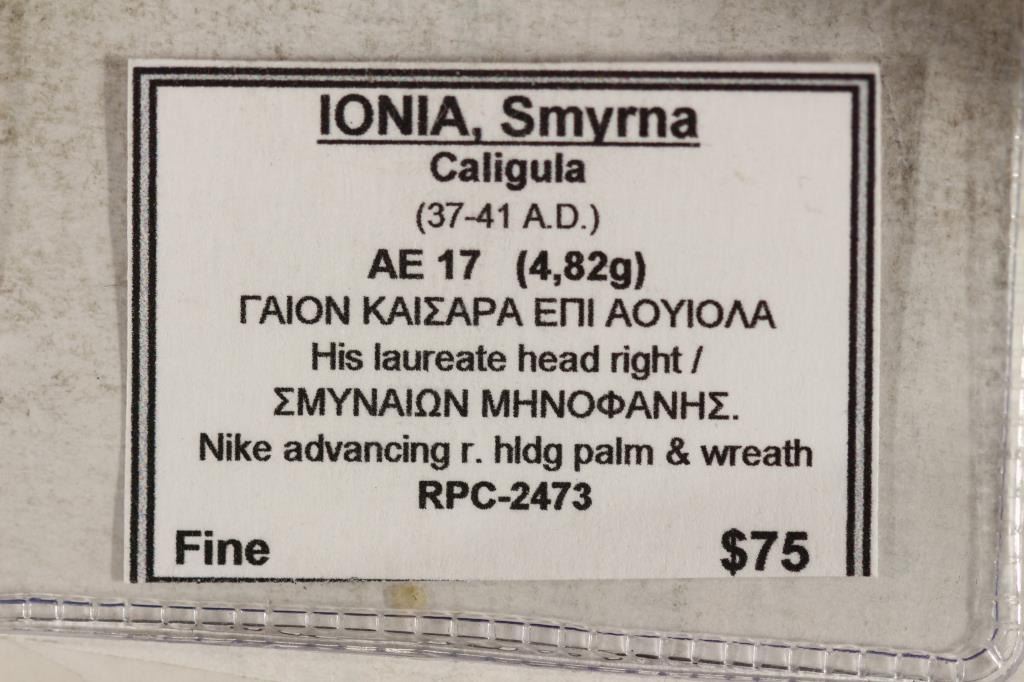 IONIA, Smyrna
Caligula
(37-41 A.D.)
AE 17 (4,82g)
ΓΑΙΟΝ ΚΑΙΣΑΡΑ ΕΠΙ ΑΟΥΙΟΛΑ
His laureate head right /
ΣΜΥΝΑΙΩΝ ΜΗΝΟΦΑΝΗΣ.
Nike advancing r. hldg palm & wreath
RPC-2473
Fine $75